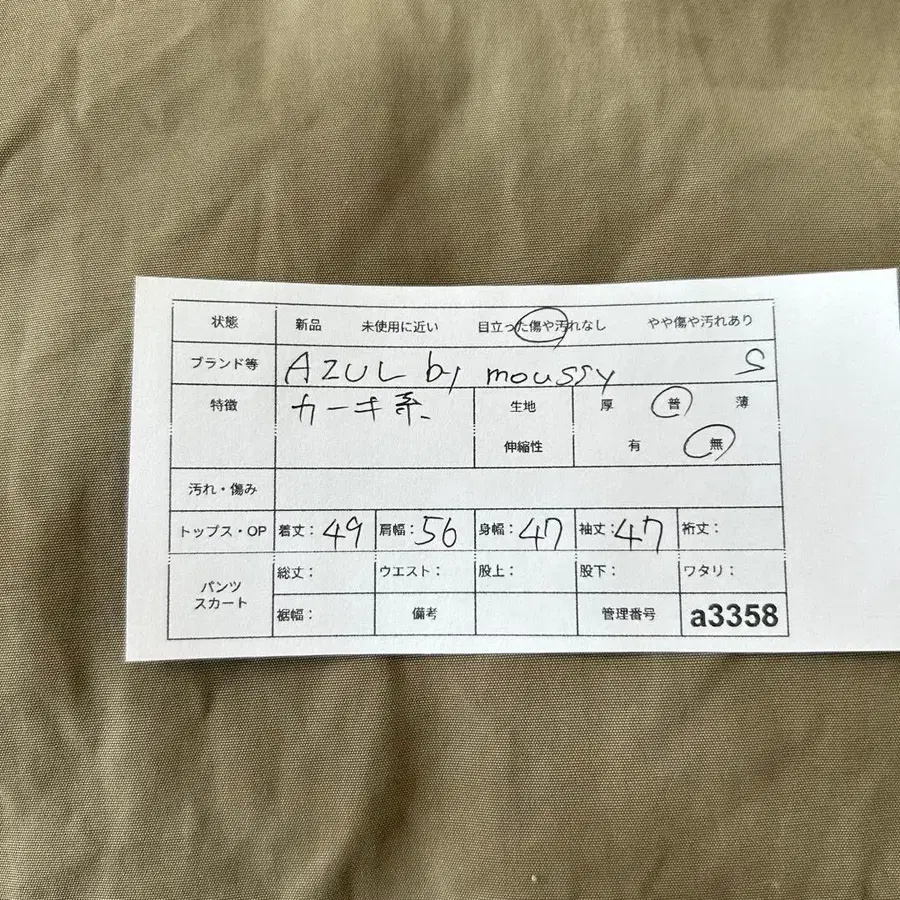 状態 新品 未使用に近い 目立った傷や汚れなし やや傷や汚れあり
ブランド等 AZUL by moussy S
特徴 カーキ系 生地 厚 普 薄
伸縮性 有 無
汚れ・傷み
トップス・OP 着丈：49 肩幅：56 身幅：47 袖丈：47 裄丈：
パンツ スカート 総丈： ウエスト： 股上： 股下： ワタリ：
裾幅： 備考 管理番号 a3358